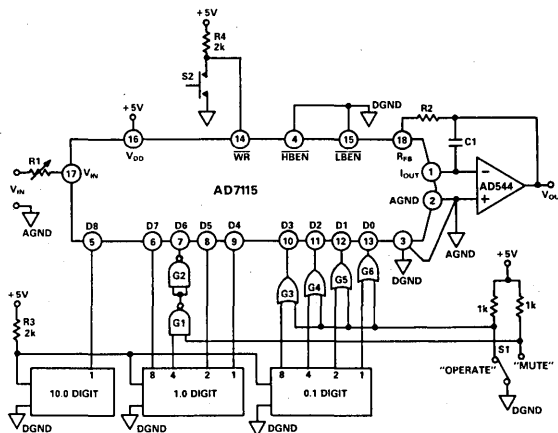 +5V
R4
2k
S2
+5V
DGND
R2
C1
16
14
4
15
18
VDD
WR
HBEN
LBEN
RFB
R1
17
VIN
VIN
AD7115
IOUT
1
AGND
2
AD544
VOU
AGND
D8
D7
D6
D5
D4
D3
D2
D1
D0
5
6
7
8
9
10
11
12
13
3
DGND
AGND
G2
G3
G4
G5
G6
G1
+5V
1k
1k
+5V
R3
2k
S1
"OPERATE"
"MUTE"
1
8
4
2
1
8
4
2
1
10.0 DIGIT
1.0 DIGIT
0.1 DIGIT
DGND
DGND
DGND
DGND